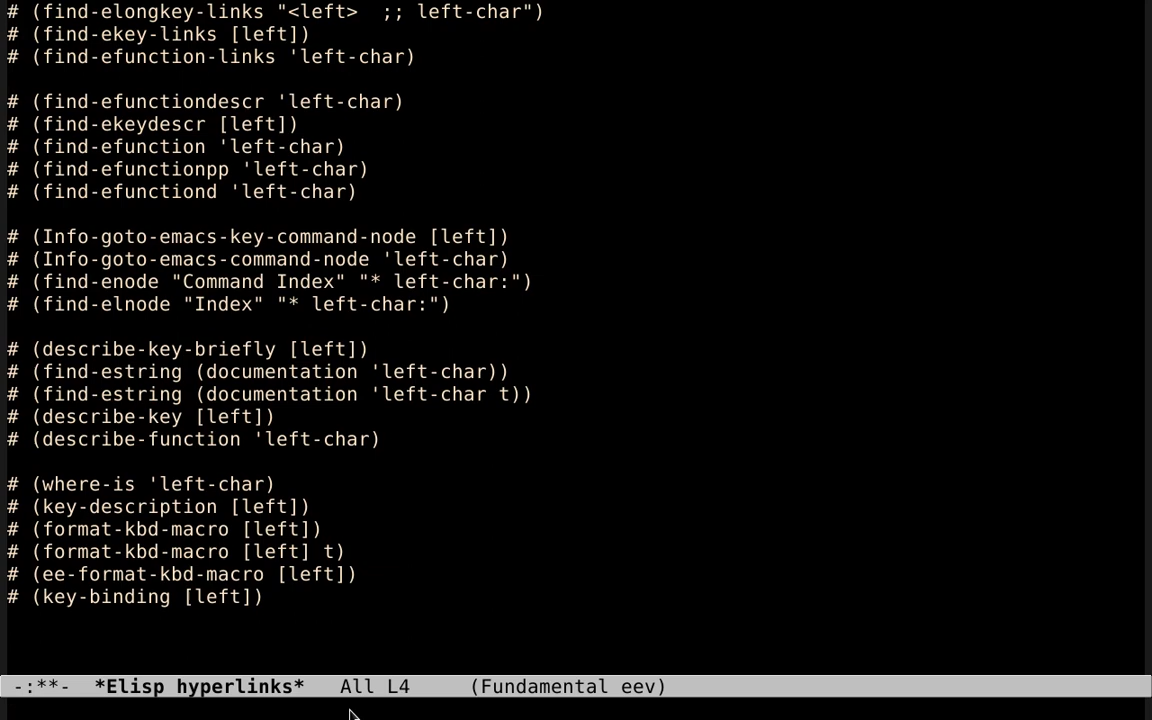 # (find-elongkey-links "<left>  ;; left-char")
# (find-ekey-links [left])
# (find-efunction-links 'left-char)
# (find-efunctiondescr 'left-char)
# (find-ekeydescr [left])
# (find-efunction 'left-char)
# (find-efunctionpp 'left-char)
# (find-efunctiond 'left-char)
# (Info-goto-emacs-key-command-node [left])
# (Info-goto-emacs-command-node 'left-char)
# (find-enode "Command Index" "* left-char:")
# (find-elnode "Index" "* left-char:")
# (describe-key-briefly [left])
# (find-estring (documentation 'left-char))
# (find-estring (documentation 'left-char t))
# (describe-key [left])
# (describe-function 'left-char)
# (where-is 'left-char)
# (key-description [left])
# (format-kbd-macro [left])
# (format-kbd-macro [left] t)
# (ee-format-kbd-macro [left])
# (key-binding [left])
-:**-  *Elisp hyperlinks*   All L4     (Fundamental eev)